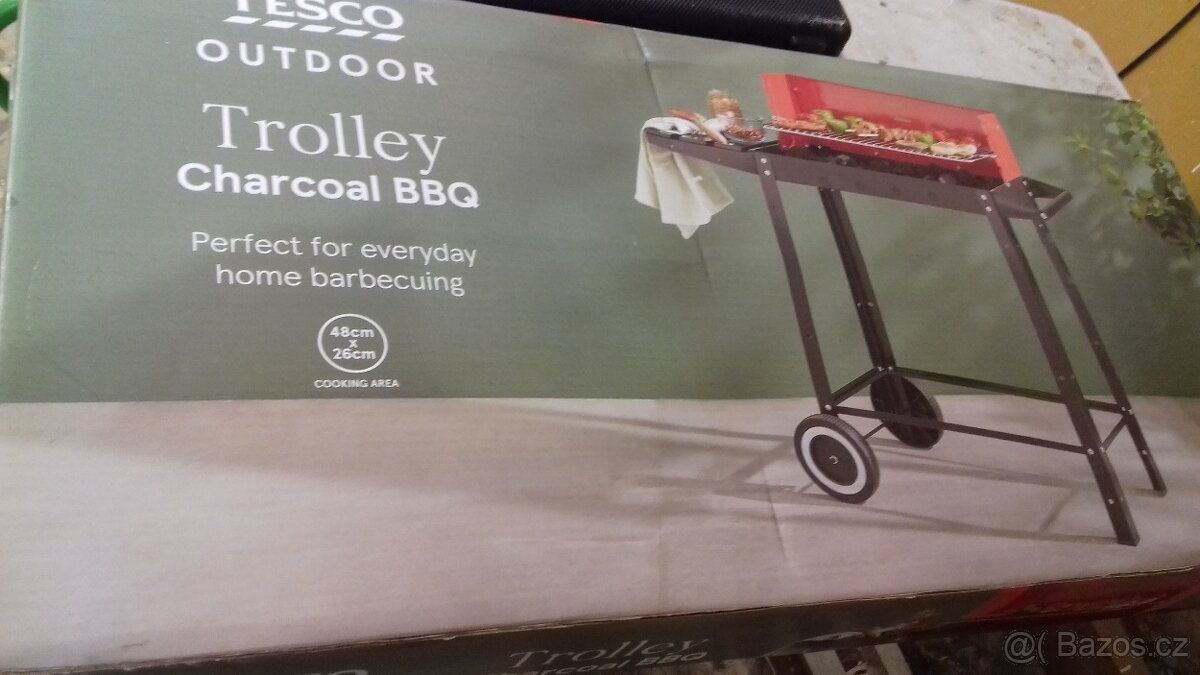 TESCO
OUTDOOR
Trolley
Charcoal BBQ
Perfect for everyday
home barbecuing
48cm
x
26cm
COOKING AREA
Trolley
Charcoal BBQ
@( Bazos.cz